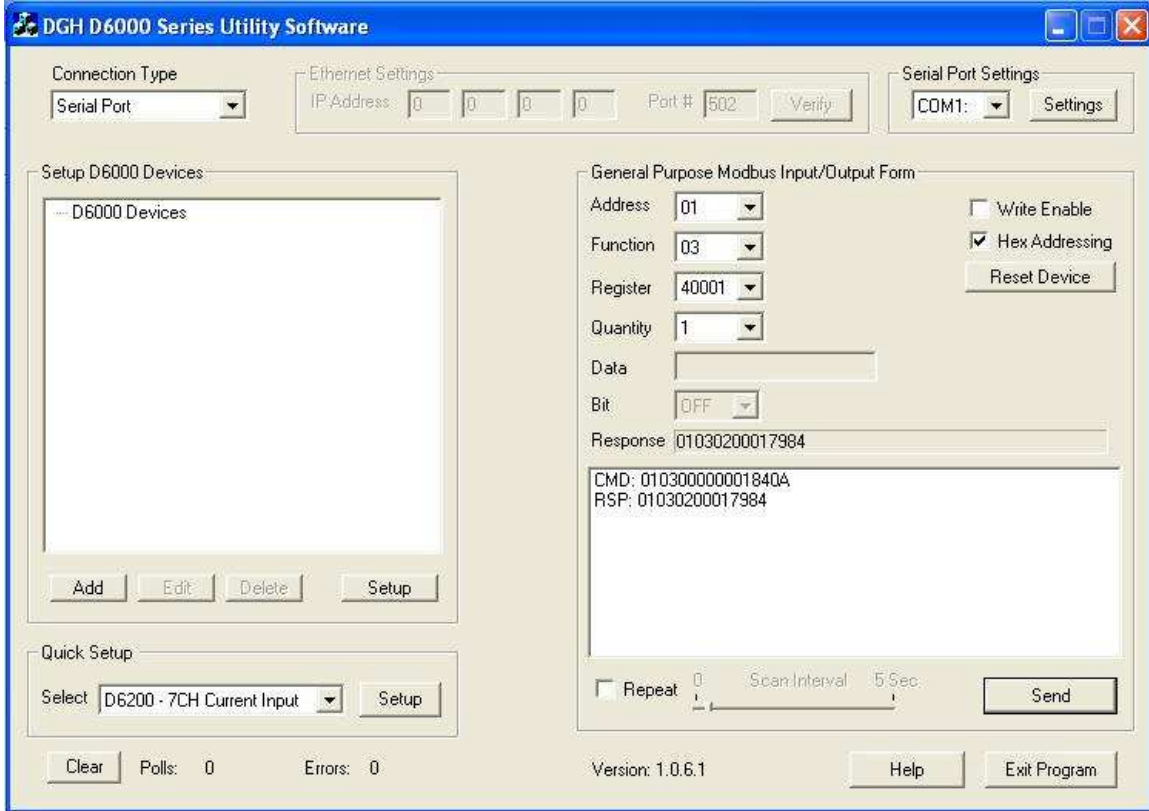 DGH D6000 Series Utility Software
Connection Type
Serial Port
Ethernet Settings
IP Address 0 0 0 0 Port # 502 Verify
Serial Port Settings
COM1: Settings
Setup D6000 Devices
D6000 Devices
Add Edit Delete Setup
Quick Setup
Select D6200 - 7CH Current Input Setup
General Purpose Modbus Input/Output Form
Address 01
Write Enable
Function 03
Hex Addressing
Reset Device
Register 40001
Quantity 1
Data
Bit OFF
Response 01030200017984
CMD: 010300000001840A
RSP: 01030200017984
Repeat 0 Scan Interval 5 Sec
Send
Clear Polls: 0 Errors: 0
Version: 1.0.6.1
Help
Exit Program